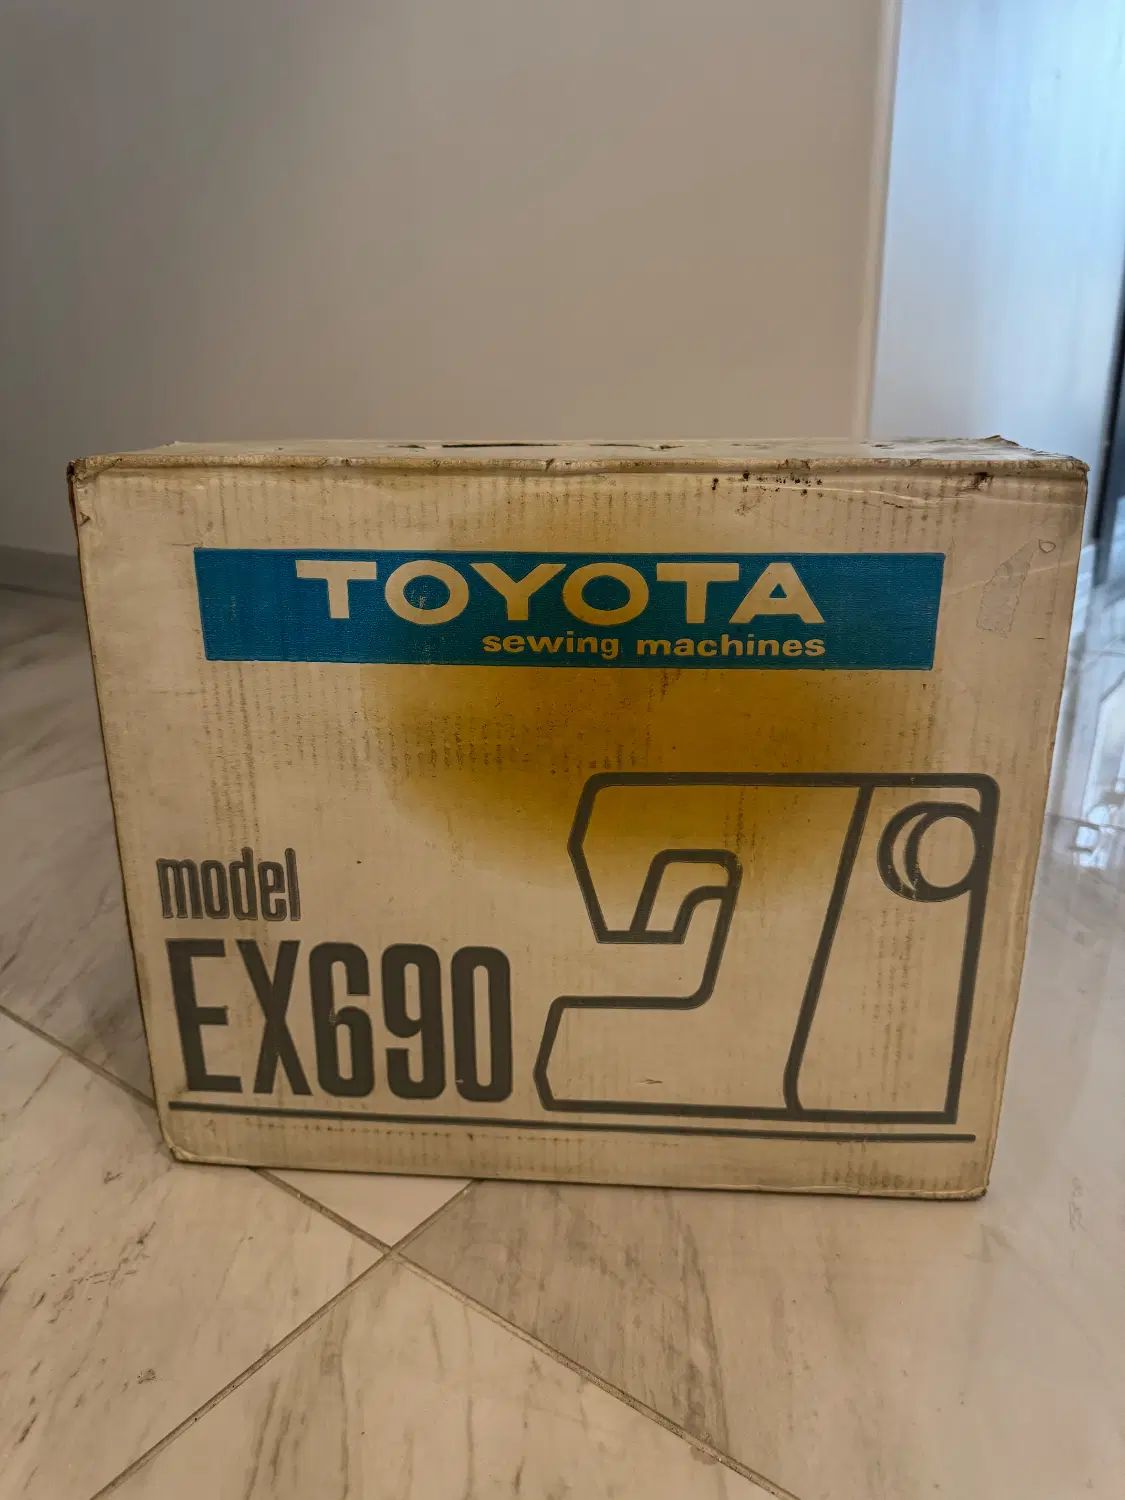 TOYOTA
sewing machines
model
EX690